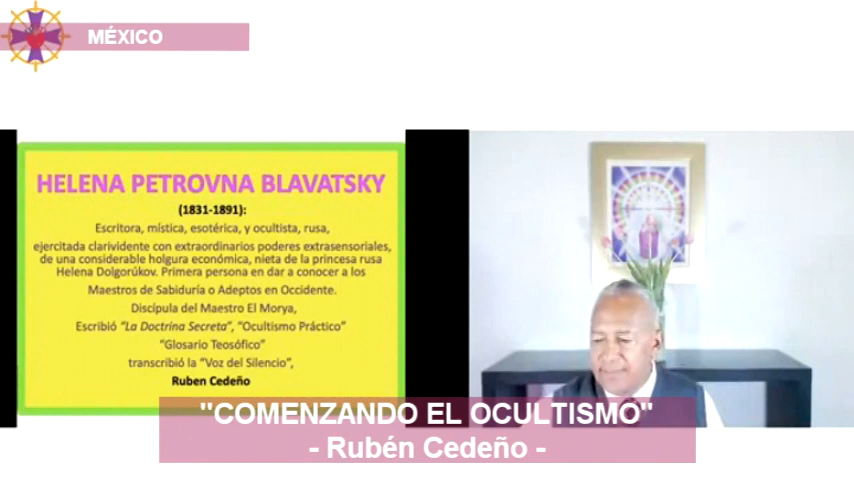 MÉXICO
HELENA PETROVNA BLAVATSKY
(1831-1891):
Escritora, mística, esotérica, y ocultista, rusa,
ejercitada clarividente con extraordinarios poderes extrasensoriales,
de una considerable holgura económica, nieta de la princesa rusa
Helena Dolgorúkov. Primera persona en dar a conocer a los
Maestros de Sabiduría o Adeptos en Occidente.
Discípula del Maestro El Morya,
Escribió "La Doctrina Secreta", "Ocultismo Práctico"
"Glosario Teosófico"
transcribió la "Voz del Silencio",
Ruben Cedeño
"COMENZANDO EL OCULTISMO"
- Rubén Cedeño -